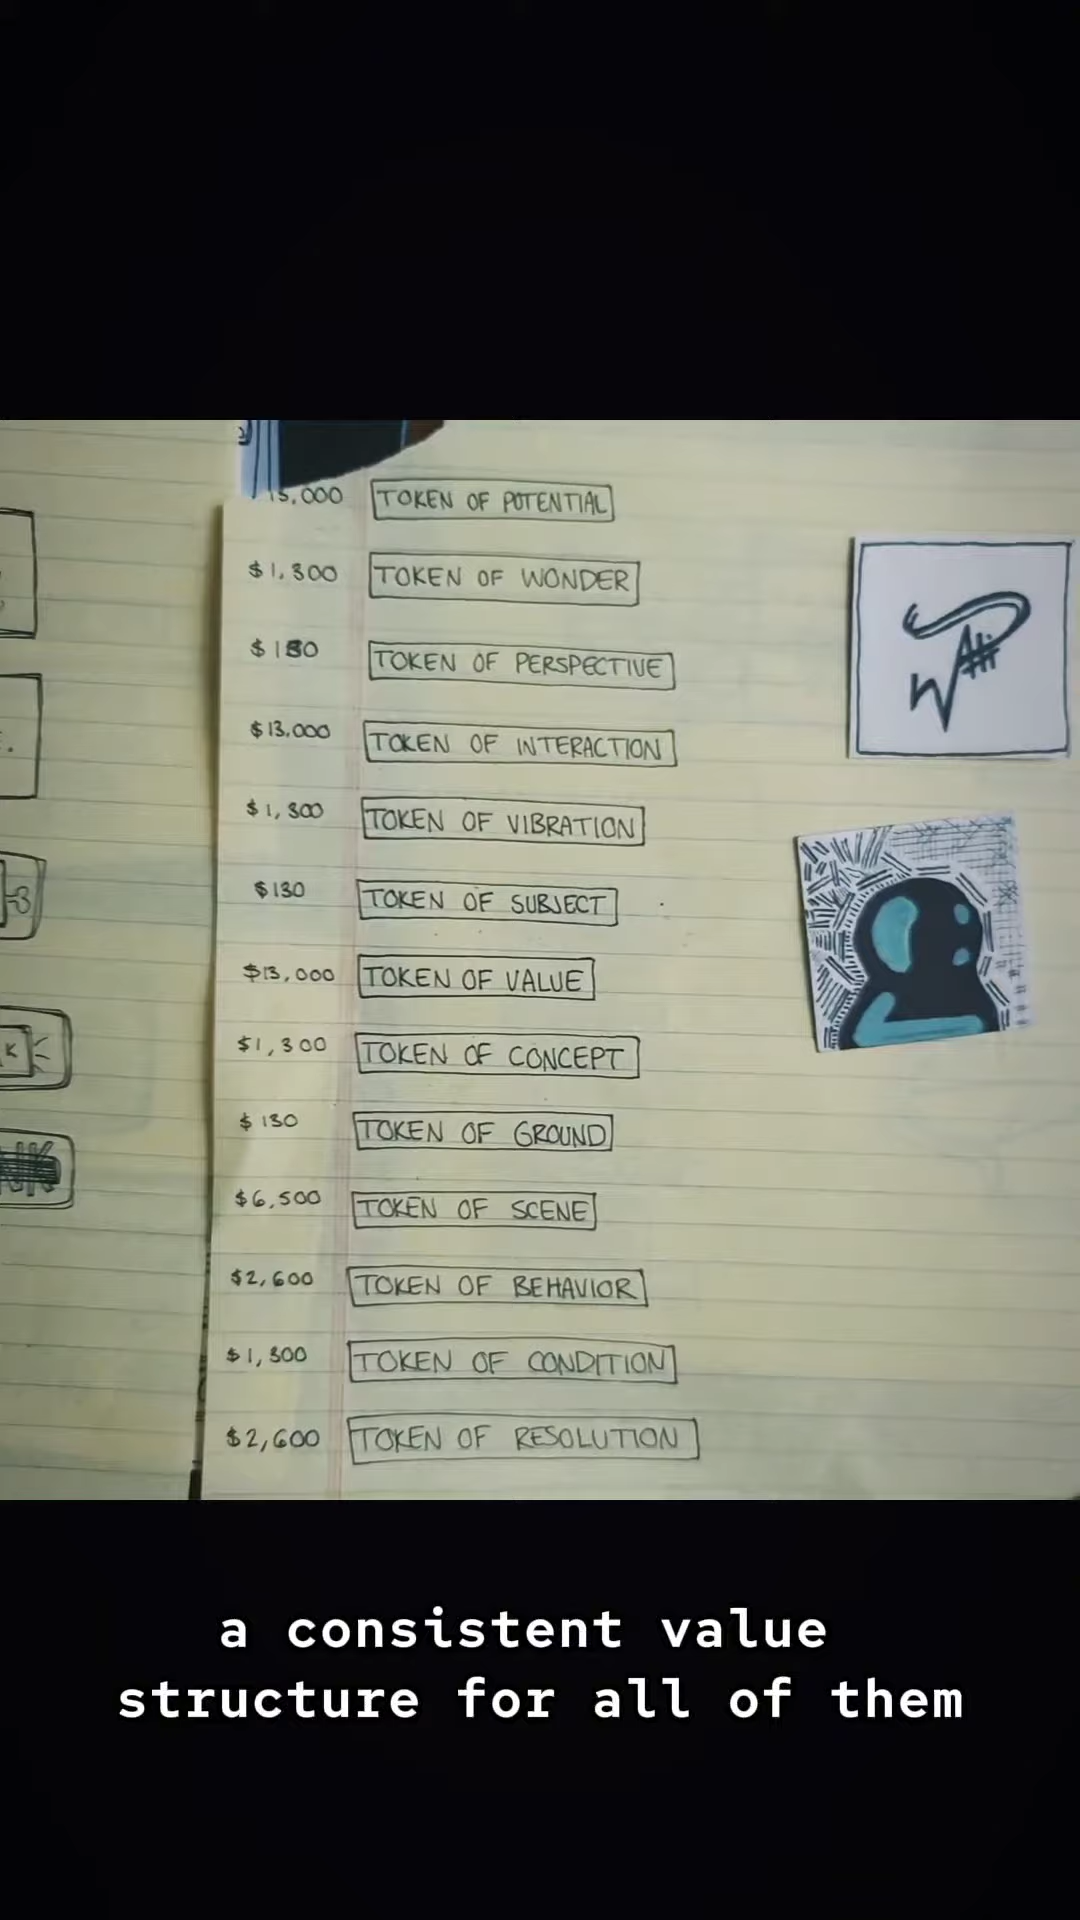 13,000 TOKEN OF POTENTIAL
$1,300 TOKEN OF WONDER
$130 TOKEN OF PERSPECTIVE
$13,000 TOKEN OF INTERACTION
$1,300 TOKEN OF VIBRATION
$130 TOKEN OF SUBJECT
$13,000 TOKEN OF VALUE
$1,300 TOKEN OF CONCEPT
$130 TOKEN OF GROUND
$6,500 TOKEN OF SCENE
$2,600 TOKEN OF BEHAVIOR
$1,300 TOKEN OF CONDITION
$2,600 TOKEN OF RESOLUTION
a consistent value
structure for all of them